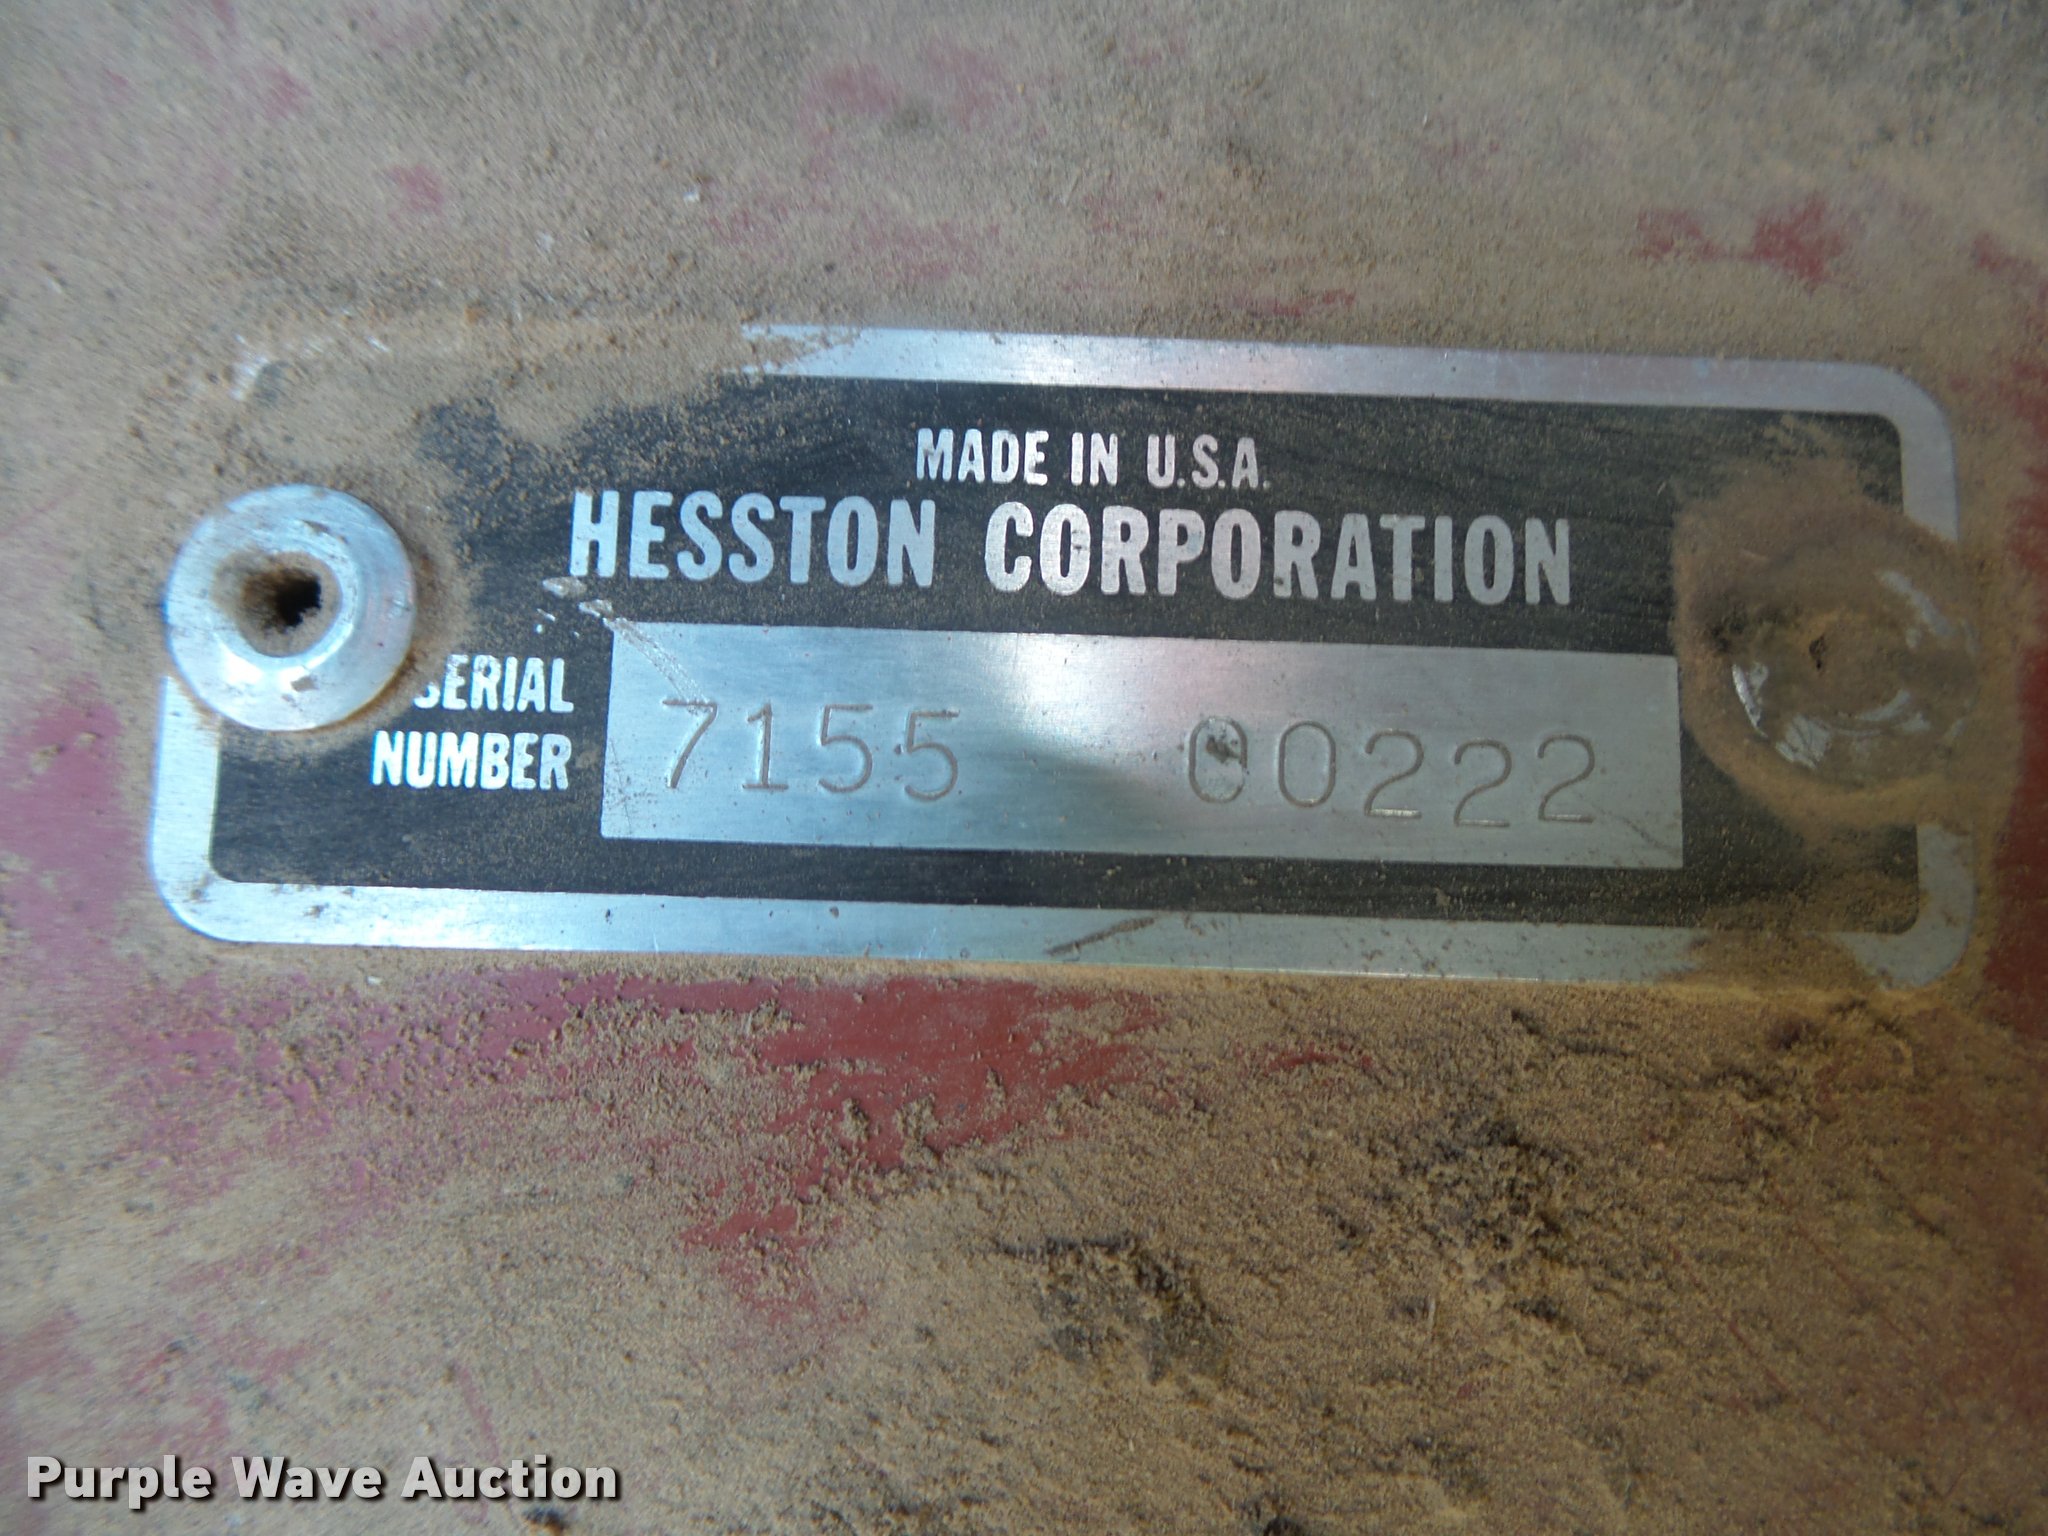 MADE IN U.S.A.
HESSTON CORPORATION
SERIAL
NUMBER
7155 00222
Purple Wave Auction